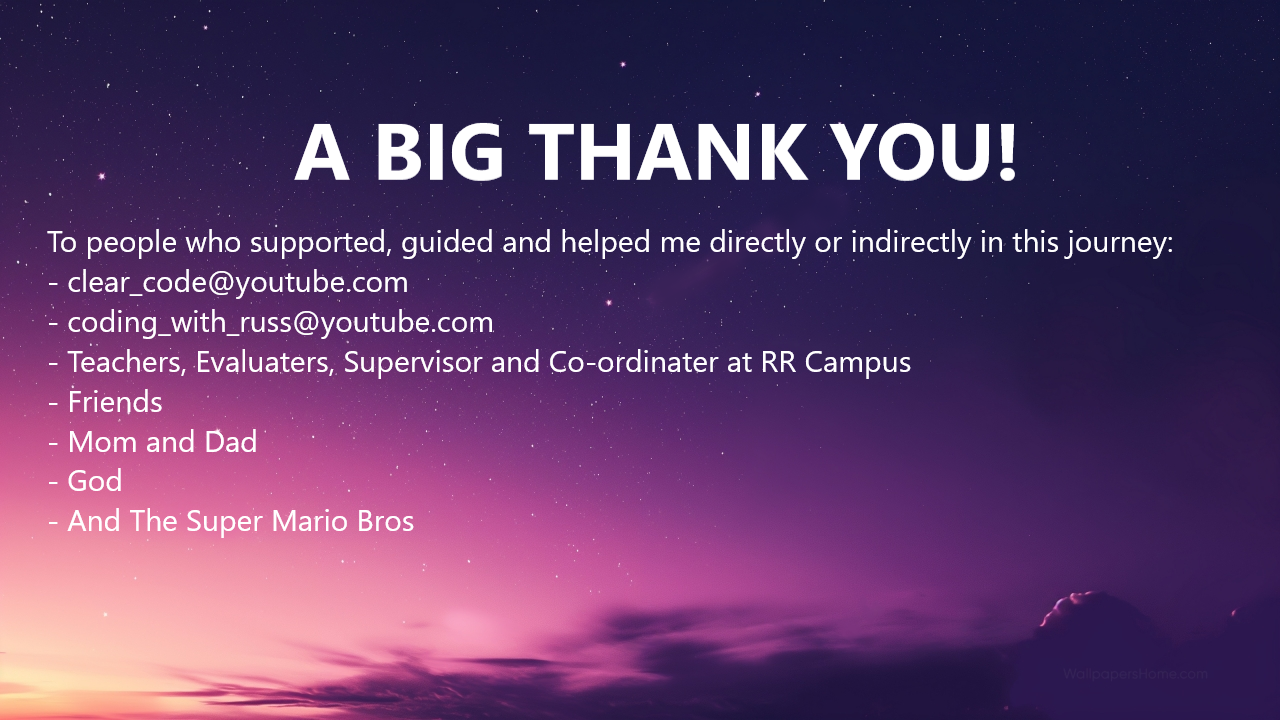 A BIG THANK YOU!
To people who supported, guided and helped me directly or indirectly in this journey:
- clear_code@youtube.com
- coding_with_russ@youtube.com
- Teachers, Evaluaters, Supervisor and Co-ordinater at RR Campus
- Friends
- Mom and Dad
- God
- And The Super Mario Bros
WallpapersHome.com